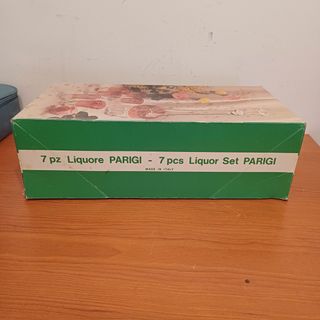 7 pz Liquore PARIGI - 7 pcs Liquor Set PARIGI
MADE IN ITALY